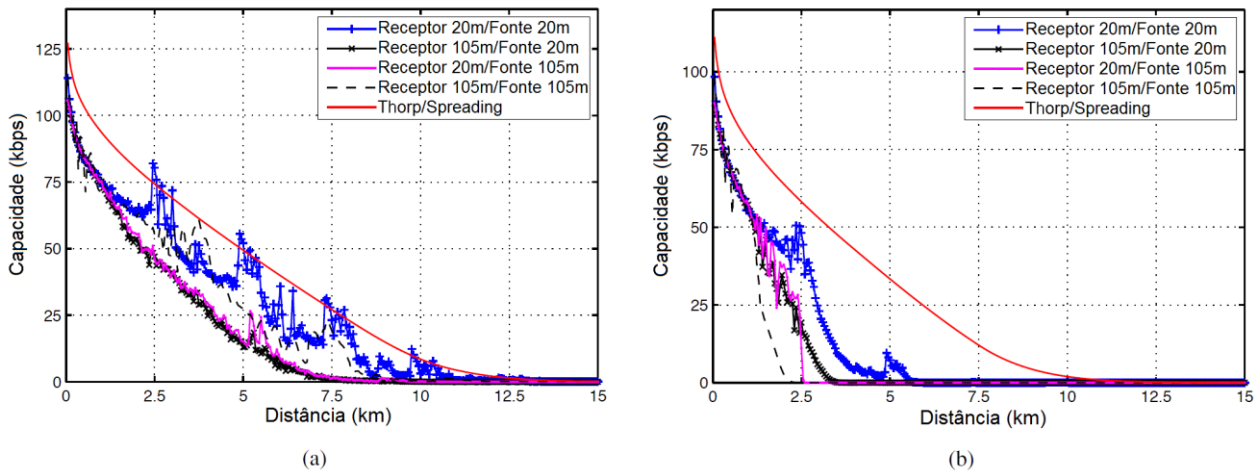 Capacidade (kbps)
125
100
75
50
25
0
0
2.5
5
7.5
10
12.5
15
Distância (km)
Receptor 20m/Fonte 20m
Receptor 105m/Fonte 20m
Receptor 20m/Fonte 105m
Receptor 105m/Fonte 105m
Thorp/Spreading
(a)
Capacidade (kbps)
100
75
50
25
0
0
2.5
5
7.5
10
12.5
15
Distância (km)
Receptor 20m/Fonte 20m
Receptor 105m/Fonte 20m
Receptor 20m/Fonte 105m
Receptor 105m/Fonte 105m
Thorp/Spreading
(b)